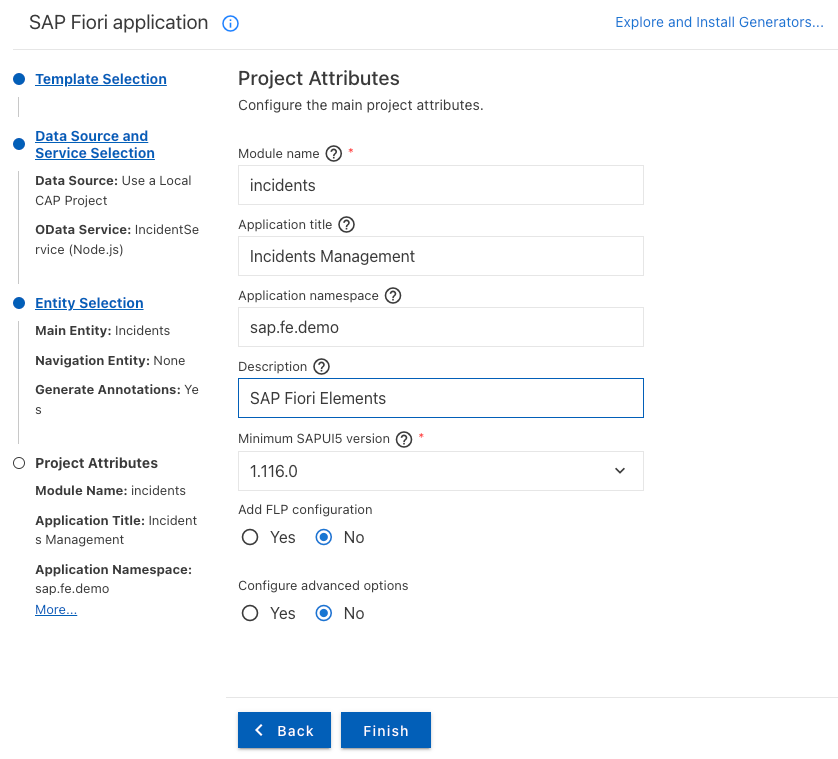 SAP Fiori application
Explore and Install Generators...
Template Selection
Data Source and
Service Selection
Data Source: Use a Local
CAP Project
OData Service: IncidentSe
rvice (Node.js)
Entity Selection
Main Entity: Incidents
Navigation Entity: None
Generate Annotations: Ye
s
Project Attributes
Module Name: incidents
Application Title: Incident
s Management
Application Namespace:
sap.fe.demo
More...
Project Attributes
Configure the main project attributes.
Module name ? *
incidents
Application title ?
Incidents Management
Application namespace ?
sap.fe.demo
Description ?
SAP Fiori Elements
Minimum SAPUI5 version ? *
1.116.0
Add FLP configuration
Yes No
Configure advanced options
Yes No
Back Finish